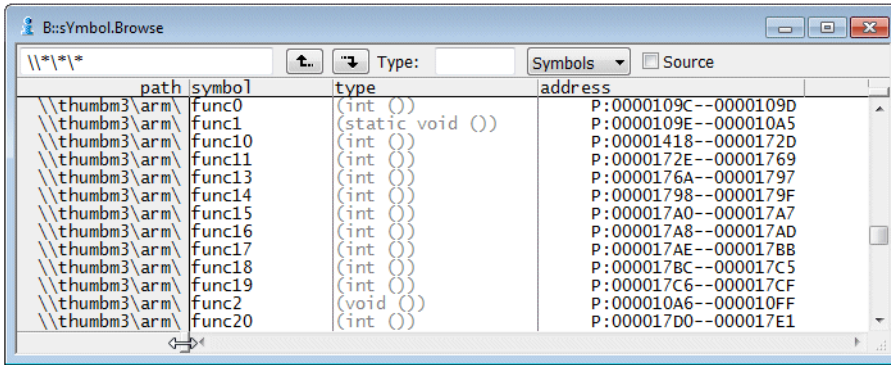 B::sYmbol.Browse
\\*\*\* t.. Type: Symbols Source
path symbol type address
\\thumbm3\arm\ func0 (int ()) P:0000109C--0000109D
\\thumbm3\arm\ func1 (static void ()) P:0000109E--000010A5
\\thumbm3\arm\ func10 (int ()) P:00001418--0000172D
\\thumbm3\arm\ func11 (int ()) P:0000172E--00001769
\\thumbm3\arm\ func13 (int ()) P:0000176A--00001797
\\thumbm3\arm\ func14 (int ()) P:00001798--0000179F
\\thumbm3\arm\ func15 (int ()) P:000017A0--000017A7
\\thumbm3\arm\ func16 (int ()) P:000017A8--000017AD
\\thumbm3\arm\ func17 (int ()) P:000017AE--000017BB
\\thumbm3\arm\ func18 (int ()) P:000017BC--000017C5
\\thumbm3\arm\ func19 (int ()) P:000017C6--000017CF
\\thumbm3\arm\ func2 (void ()) P:000010A6--000010FF
\\thumbm3\arm\ func20 (int ()) P:000017D0--000017E1